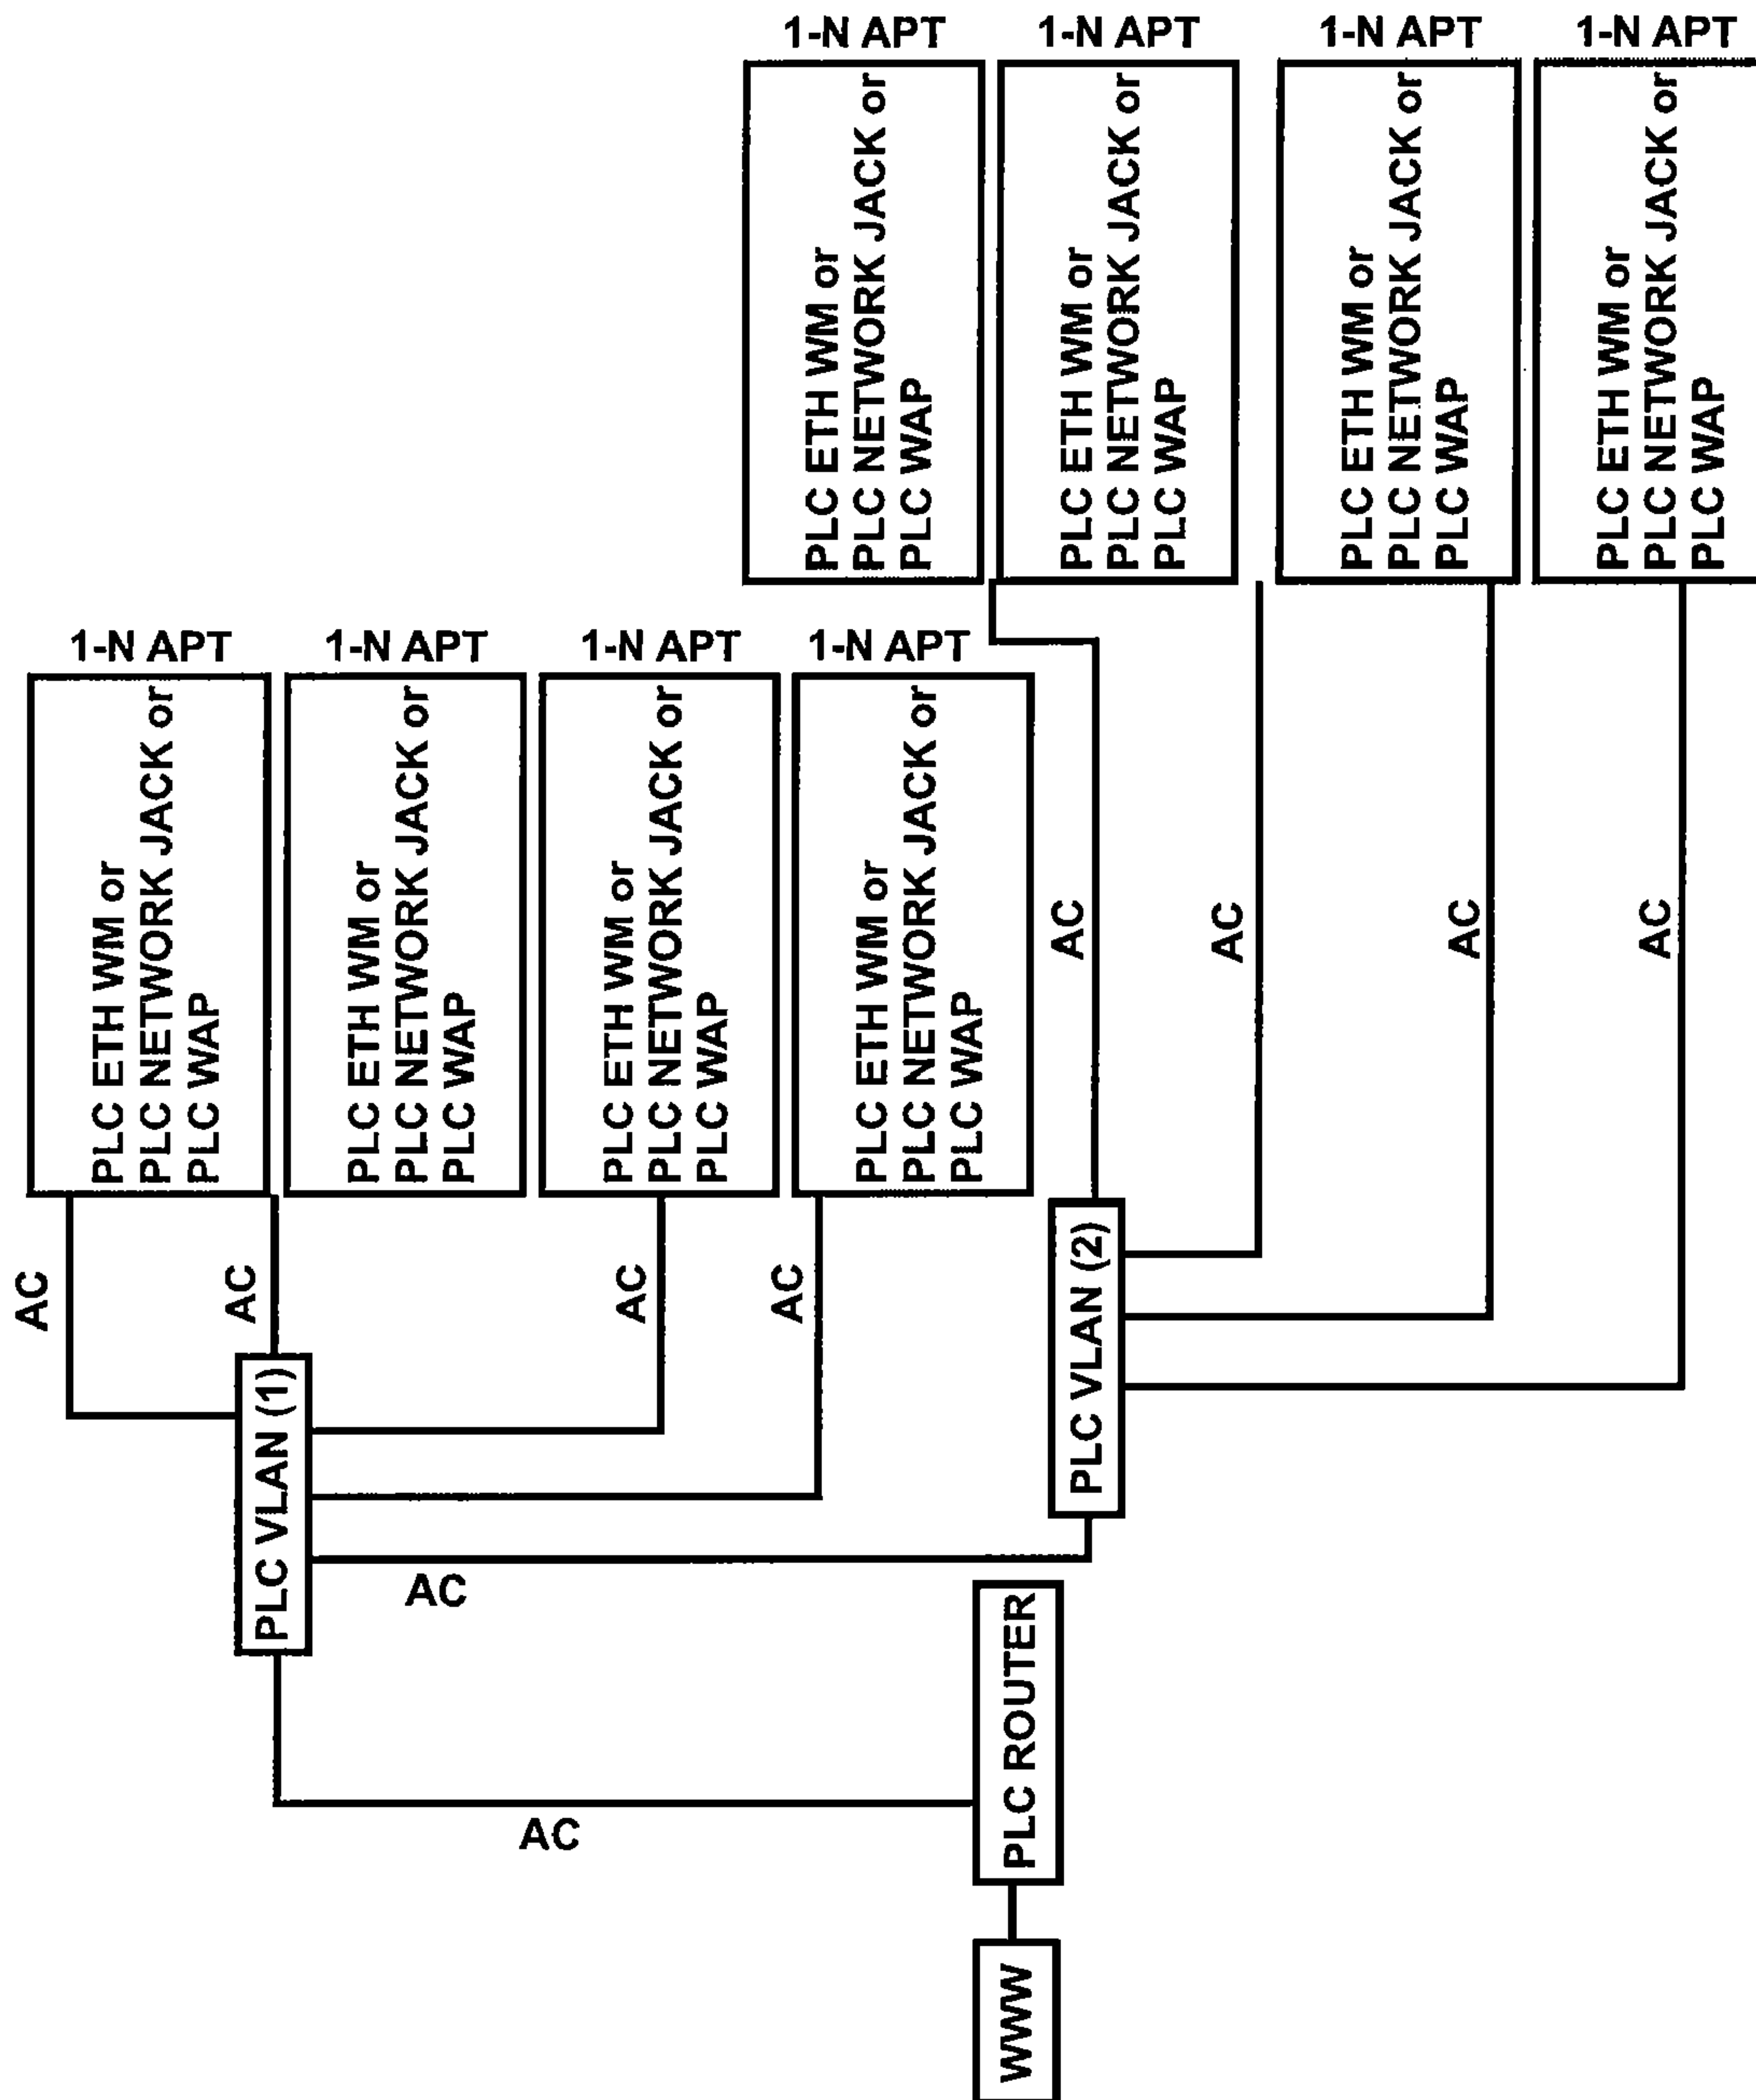 1-N APT
1-N APT
1-N APT
1-N APT
PLC ETH WM or
PLC NETWORK JACK or
PLC WAP
PLC ETH WM or
PLC NETWORK JACK or
PLC WAP
PLC ETH WM or
PLC NETWORK JACK or
PLC WAP
PLC ETH WM or
PLC NETWORK JACK or
PLC WAP
1-N APT
1-N APT
1-N APT
1-N APT
PLC ETH WM or
PLC NETWORK JACK or
PLC WAP
PLC ETH WM or
PLC NETWORK JACK or
PLC WAP
PLC ETH WM or
PLC NETWORK JACK or
PLC WAP
PLC ETH WM or
PLC NETWORK JACK or
PLC WAP
AC
AC
AC
AC
AC
AC
AC
AC
PLC VLAN (1)
PLC VLAN (2)
AC
PLC ROUTER
AC
WWW